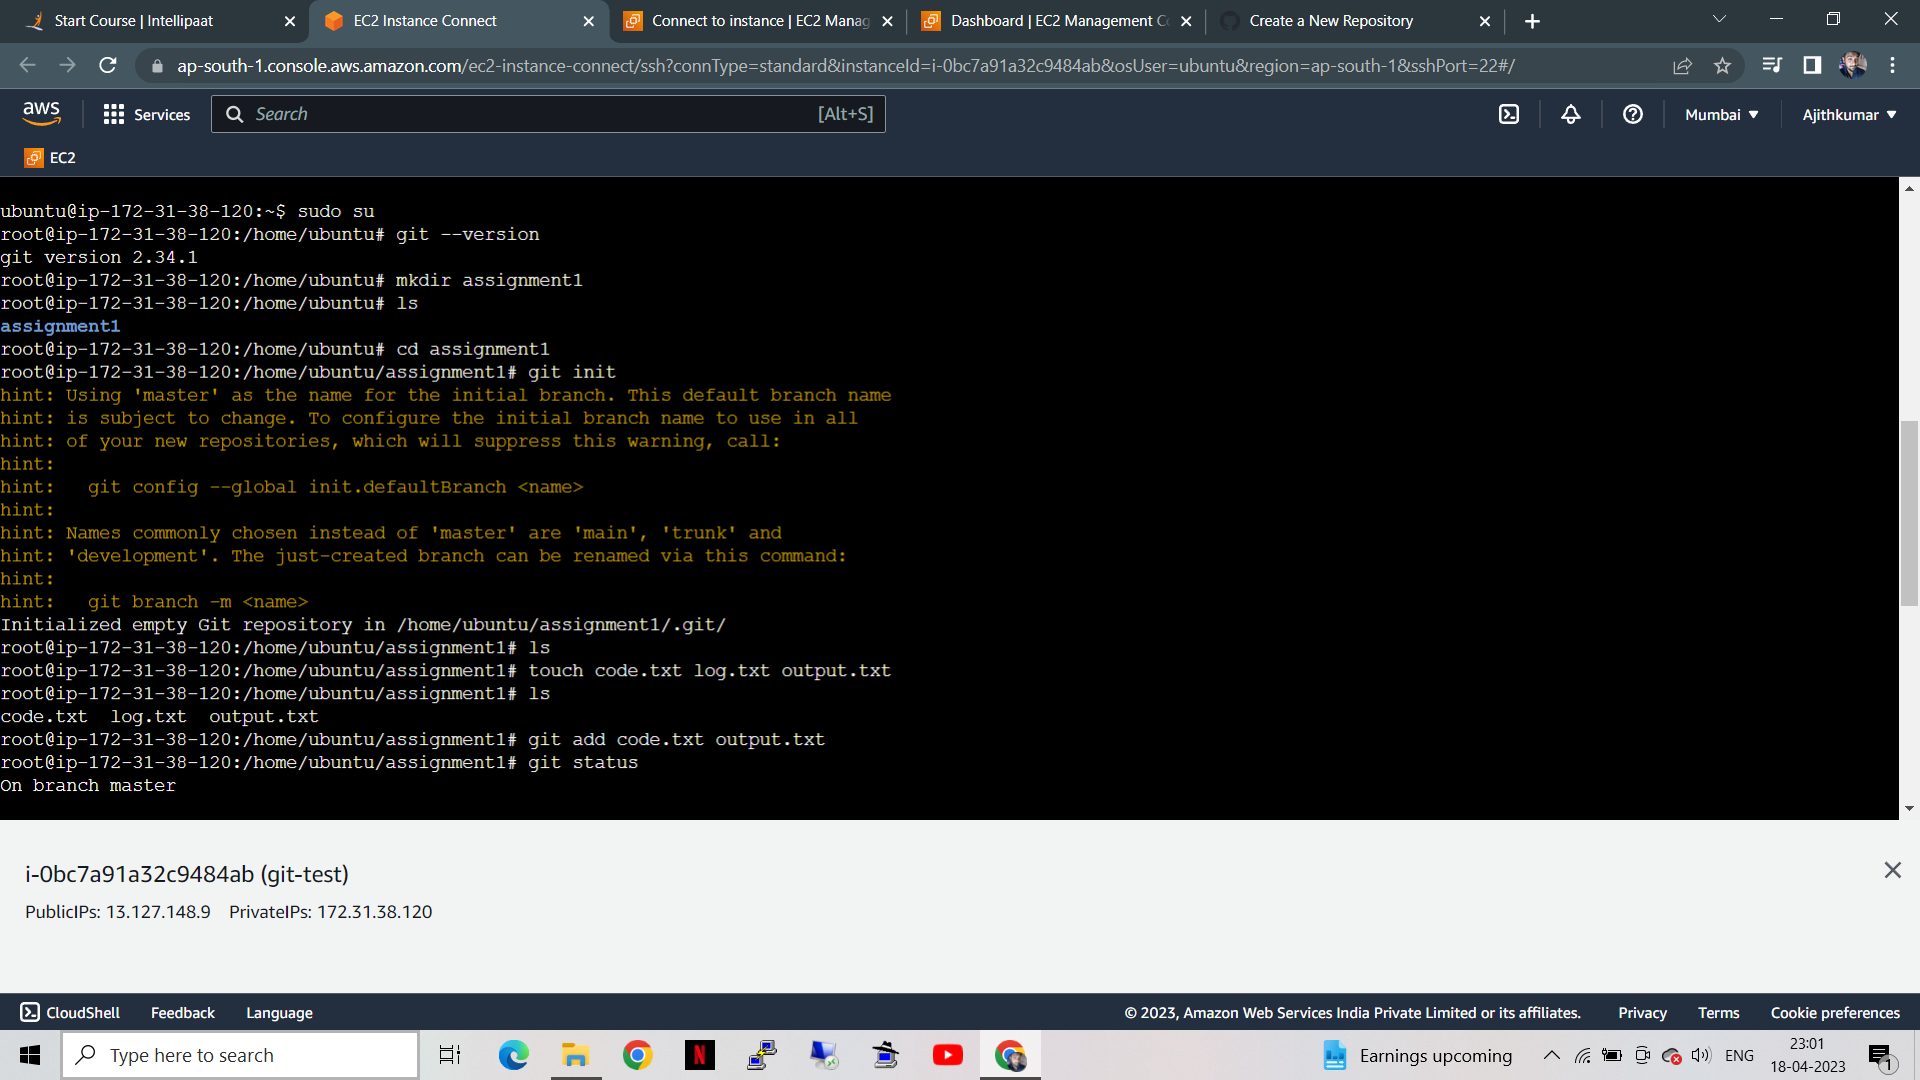 Start Course | Intellipaat
EC2 Instance Connect
Connect to instance | EC2 Manag
Dashboard | EC2 Management Co
Create a New Repository
ap-south-1.console.aws.amazon.com/ec2-instance-connect/ssh?connType=standard&instanceId=i-0bc7a91a32c9484ab&osUser=ubuntu&region=ap-south-1&sshPort=22#/
aws
Services
Search
[Alt+S]
Mumbai
Ajithkumar
EC2
ubuntu@ip-172-31-38-120:~$ sudo su
root@ip-172-31-38-120:/home/ubuntu# git --version
git version 2.34.1
root@ip-172-31-38-120:/home/ubuntu# mkdir assignment1
root@ip-172-31-38-120:/home/ubuntu# ls
assignment1
root@ip-172-31-38-120:/home/ubuntu# cd assignment1
root@ip-172-31-38-120:/home/ubuntu/assignment1# git init
hint: Using 'master' as the name for the initial branch. This default branch name
hint: is subject to change. To configure the initial branch name to use in all
hint: of your new repositories, which will suppress this warning, call:
hint:
hint:   git config --global init.defaultBranch <name>
hint:
hint: Names commonly chosen instead of 'master' are 'main', 'trunk' and
hint: 'development'. The just-created branch can be renamed via this command:
hint:
hint:   git branch -m <name>
Initialized empty Git repository in /home/ubuntu/assignment1/.git/
root@ip-172-31-38-120:/home/ubuntu/assignment1# ls
root@ip-172-31-38-120:/home/ubuntu/assignment1# touch code.txt log.txt output.txt
root@ip-172-31-38-120:/home/ubuntu/assignment1# ls
code.txt  log.txt  output.txt
root@ip-172-31-38-120:/home/ubuntu/assignment1# git add code.txt output.txt
root@ip-172-31-38-120:/home/ubuntu/assignment1# git status
On branch master
i-0bc7a91a32c9484ab (git-test)
PublicIPs: 13.127.148.9    PrivateIPs: 172.31.38.120
CloudShell
Feedback
Language
© 2023, Amazon Web Services India Private Limited or its affiliates.
Privacy
Terms
Cookie preferences
Type here to search
N
Earnings upcoming
ENG
23:01
18-04-2023
1